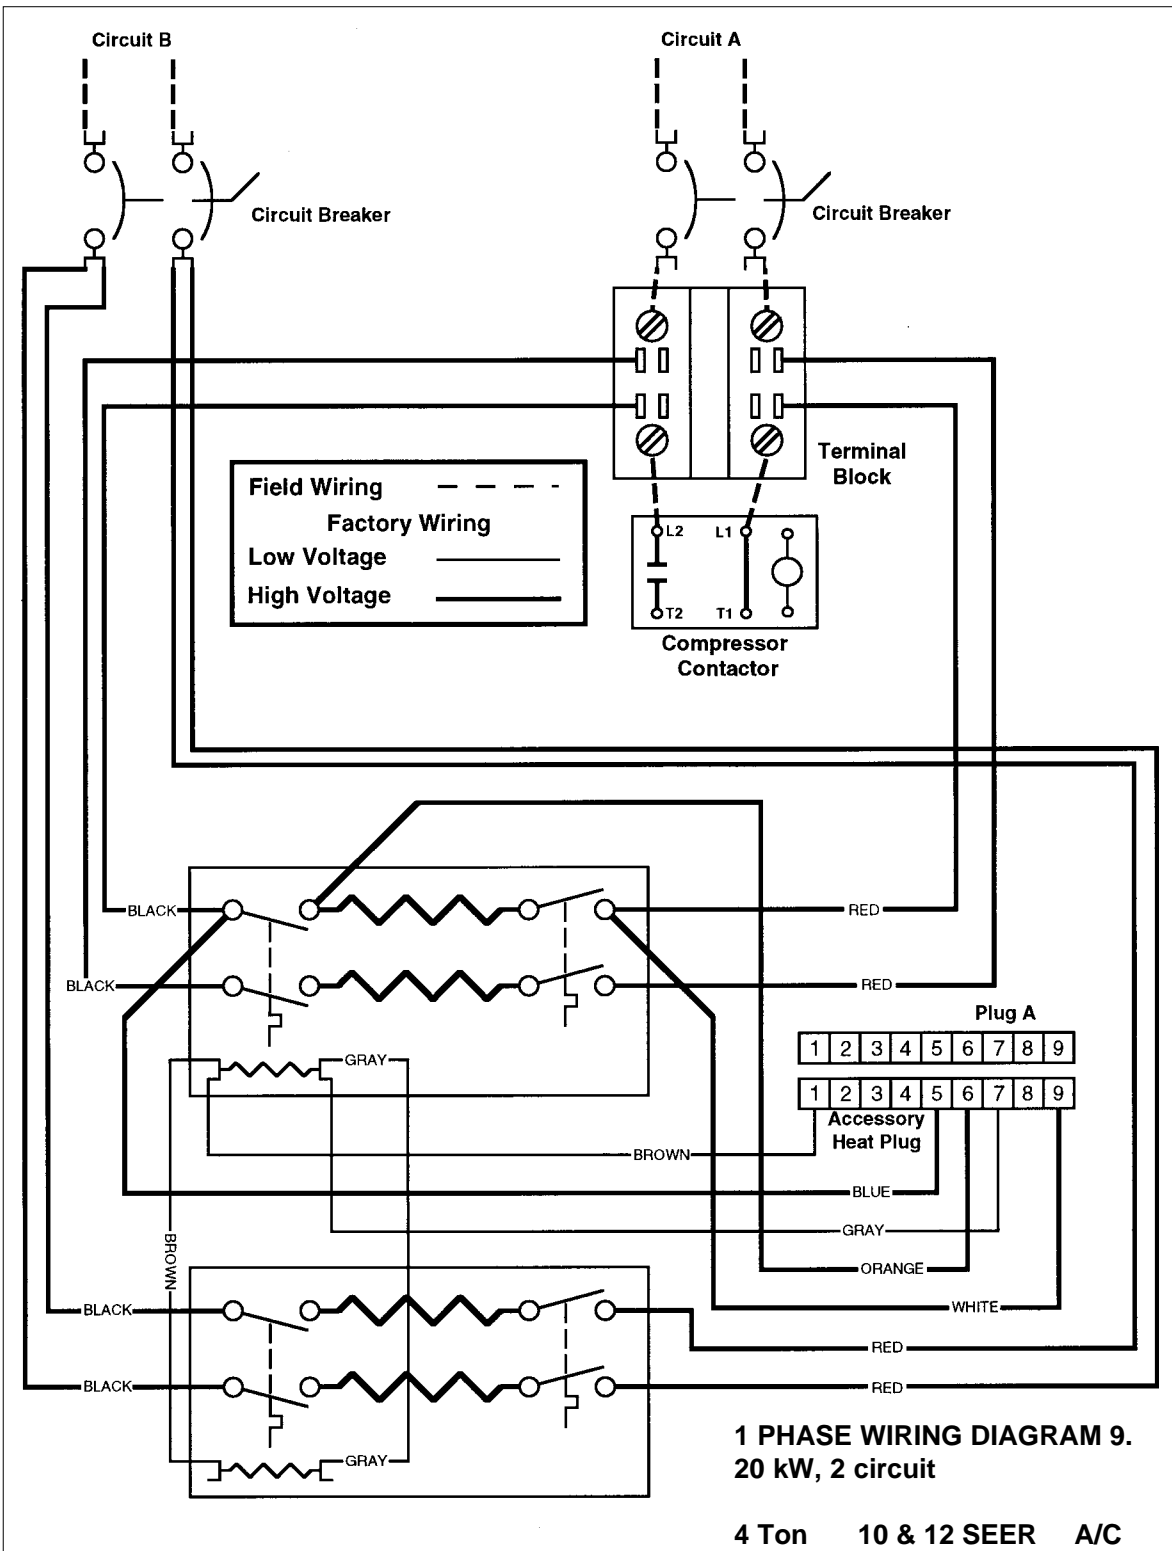 Circuit B
Circuit A
Circuit Breaker
Circuit Breaker
Terminal
Block
Field Wiring
Factory Wiring
Low Voltage
High Voltage
L2 L1
T2 T1
Compressor
Contactor
BLACK
RED
BLACK
RED
Plug A
1 2 3 4 5 6 7 8 9
GRAY
1 2 3 4 5 6 7 8 9
Accessory
Heat Plug
BROWN
BLUE
GRAY
BROWN
ORANGE
WHITE
BLACK
RED
BLACK
RED
GRAY
1 PHASE WIRING DIAGRAM 9.
20 kW, 2 circuit
4 Ton 10 & 12 SEER A/C